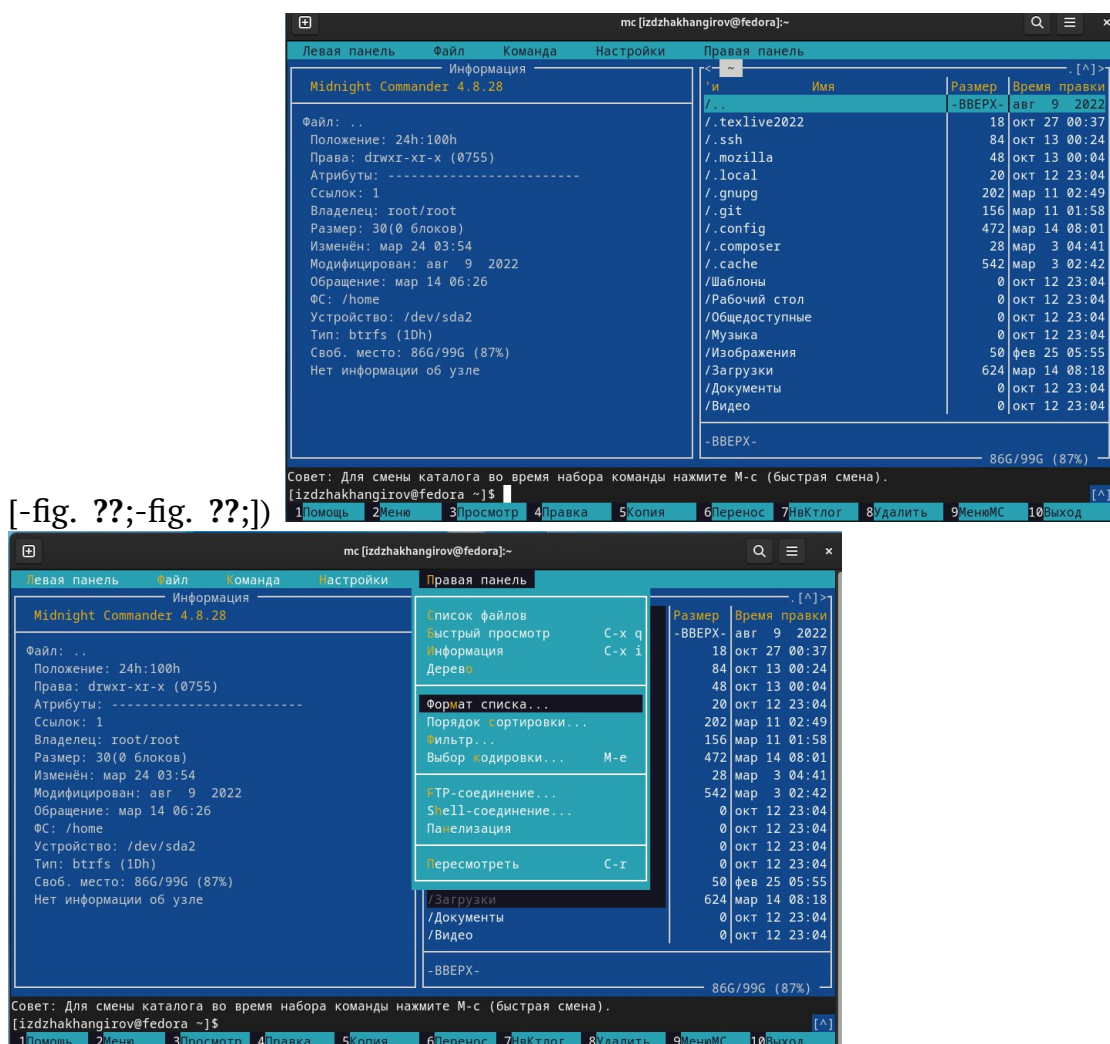 mc [izdzhakhangirov@fedora]:~
Левая панель Файл Команда Настройки Правая панель
Информация
Midnight Commander 4.8.28
Файл: ..
Положение: 24h:100h
Права: drwxr-xr-x (0755)
Атрибуты: -------------------------
Ссылок: 1
Владелец: root/root
Размер: 30(0 блоков)
Изменён: мар 24 03:54
Модифицирован: авг 9 2022
Обращение: мар 14 06:26
ФС: /home
Устройство: /dev/sda2
Тип: btrfs (1Dh)
Своб. место: 86G/99G (87%)
Нет информации об узле
<─ ~ .[^]>
'и Имя Размер Время правки
/.. -ВВЕРХ- авг 9 2022
/.texlive2022 18 окт 27 00:37
/.ssh 84 окт 13 00:24
/.mozilla 48 окт 13 00:04
/.local 20 окт 12 23:04
/.gnupg 202 мар 11 02:49
/.git 156 мар 11 01:58
/.config 472 мар 14 08:01
/.composer 28 мар 3 04:41
/.cache 542 мар 3 02:42
/Шаблоны 0 окт 12 23:04
/Рабочий стол 0 окт 12 23:04
/Общедоступные 0 окт 12 23:04
/Музыка 0 окт 12 23:04
/Изображения 50 фев 25 05:55
/Загрузки 624 мар 14 08:18
/Документы 0 окт 12 23:04
/Видео 0 окт 12 23:04
-ВВЕРХ-
86G/99G (87%)
Совет: Для смены каталога во время набора команды нажмите M-c (быстрая смена).
[izdzhakhangirov@fedora ~]$ [^]
1Помощь 2Меню 3Просмотр 4Правка 5Копия 6Перенос 7НвКтлог 8Удалить 9МенюMC 10Выход
[-fig. ??;-fig. ??;])
mc [izdzhakhangirov@fedora]:~
Левая панель Файл Команда Настройки Правая панель
Информация
Midnight Commander 4.8.28
Файл: ..
Положение: 24h:100h
Права: drwxr-xr-x (0755)
Атрибуты: -------------------------
Ссылок: 1
Владелец: root/root
Размер: 30(0 блоков)
Изменён: мар 24 03:54
Модифицирован: авг 9 2022
Обращение: мар 14 06:26
ФС: /home
Устройство: /dev/sda2
Тип: btrfs (1Dh)
Своб. место: 86G/99G (87%)
Нет информации об узле
Список файлов
Быстрый просмотр C-x q
Информация C-x i
Дерево
Формат списка...
Порядок сортировки...
Фильтр...
Выбор кодировки... M-e
FTP-соединение...
Shell-соединение...
Панелизация
Пересмотреть C-r
.[^]>
Размер Время правки
-ВВЕРХ- авг 9 2022
18 окт 27 00:37
84 окт 13 00:24
48 окт 13 00:04
20 окт 12 23:04
202 мар 11 02:49
156 мар 11 01:58
472 мар 14 08:01
28 мар 3 04:41
542 мар 3 02:42
0 окт 12 23:04
0 окт 12 23:04
0 окт 12 23:04
0 окт 12 23:04
50 фев 25 05:55
/Загрузки 624 мар 14 08:18
/Документы 0 окт 12 23:04
/Видео 0 окт 12 23:04
-ВВЕРХ-
86G/99G (87%)
Совет: Для смены каталога во время набора команды нажмите M-c (быстрая смена).
[izdzhakhangirov@fedora ~]$ [^]
1Помощь 2Меню 3Просмотр 4Правка 5Копия 6Перенос 7НвКтлог 8Удалить 9МенюMC 10Выход